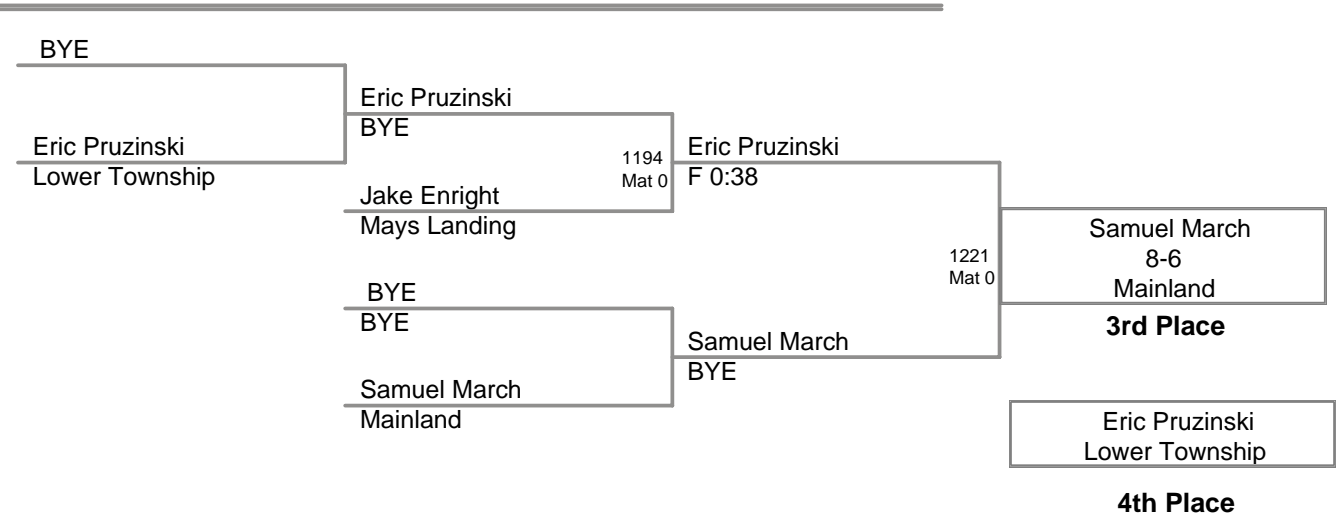 BYE
Eric Pruzinski
Lower Township
Eric Pruzinski
BYE
Jake Enright
Mays Landing
BYE
BYE
Samuel March
Mainland
1194
Mat 0
Eric Pruzinski
F 0:38
Samuel March
BYE
1221
Mat 0
Samuel March
8-6
Mainland
3rd Place
Eric Pruzinski
Lower Township
4th Place